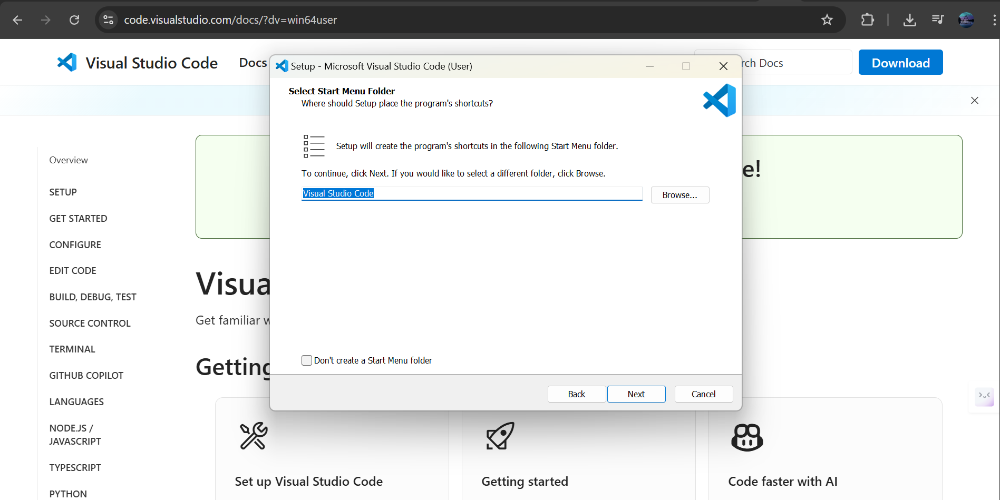 code.visualstudio.com/docs/?dv=win64user
Visual Studio Code
Docs
Docs
Download
Setup - Microsoft Visual Studio Code (User)
Select Start Menu Folder
Where should Setup place the program's shortcuts?
Setup will create the program's shortcuts in the following Start Menu folder.
To continue, click Next. If you would like to select a different folder, click Browse.
Visual Studio Code
Browse...
Don't create a Start Menu folder
Back
Next
Cancel
Overview
SETUP
GET STARTED
CONFIGURE
EDIT CODE
BUILD, DEBUG, TEST
SOURCE CONTROL
TERMINAL
GITHUB COPILOT
LANGUAGES
NODE.JS /
JAVASCRIPT
TYPESCRIPT
PYTHON
Get familiar
Getting
Set up Visual Studio Code
Getting started
Code faster with AI